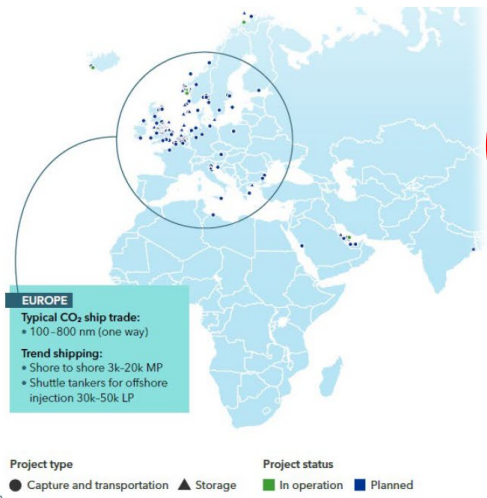 EUROPE
Typical CO₂ ship trade:
• 100–800 nm (one way)
Trend shipping:
• Shore to shore 3k-20k MP
• Shuttle tankers for offshore
injection 30k–50k LP
Project type
Project status
Capture and transportation
Storage
In operation
Planned